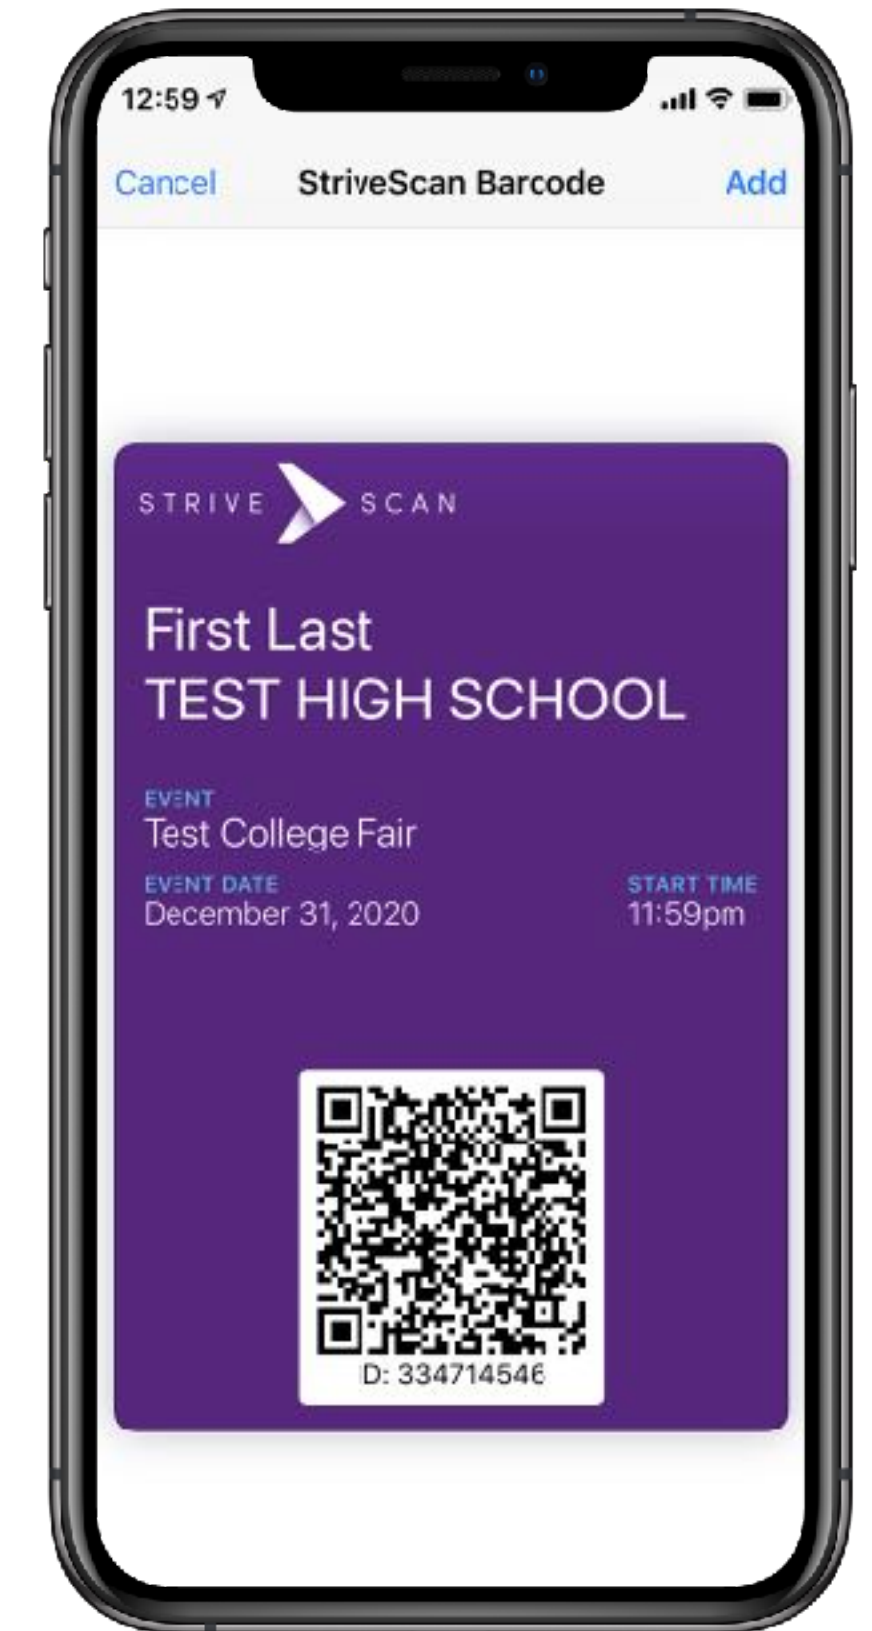 12:59
Cancel StriveScan Barcode Add
STRIVE SCAN
First Last
TEST HIGH SCHOOL
EVENT
Test College Fair
EVENT DATE START TIME
December 31, 2020 11:59pm
ID: 334714546